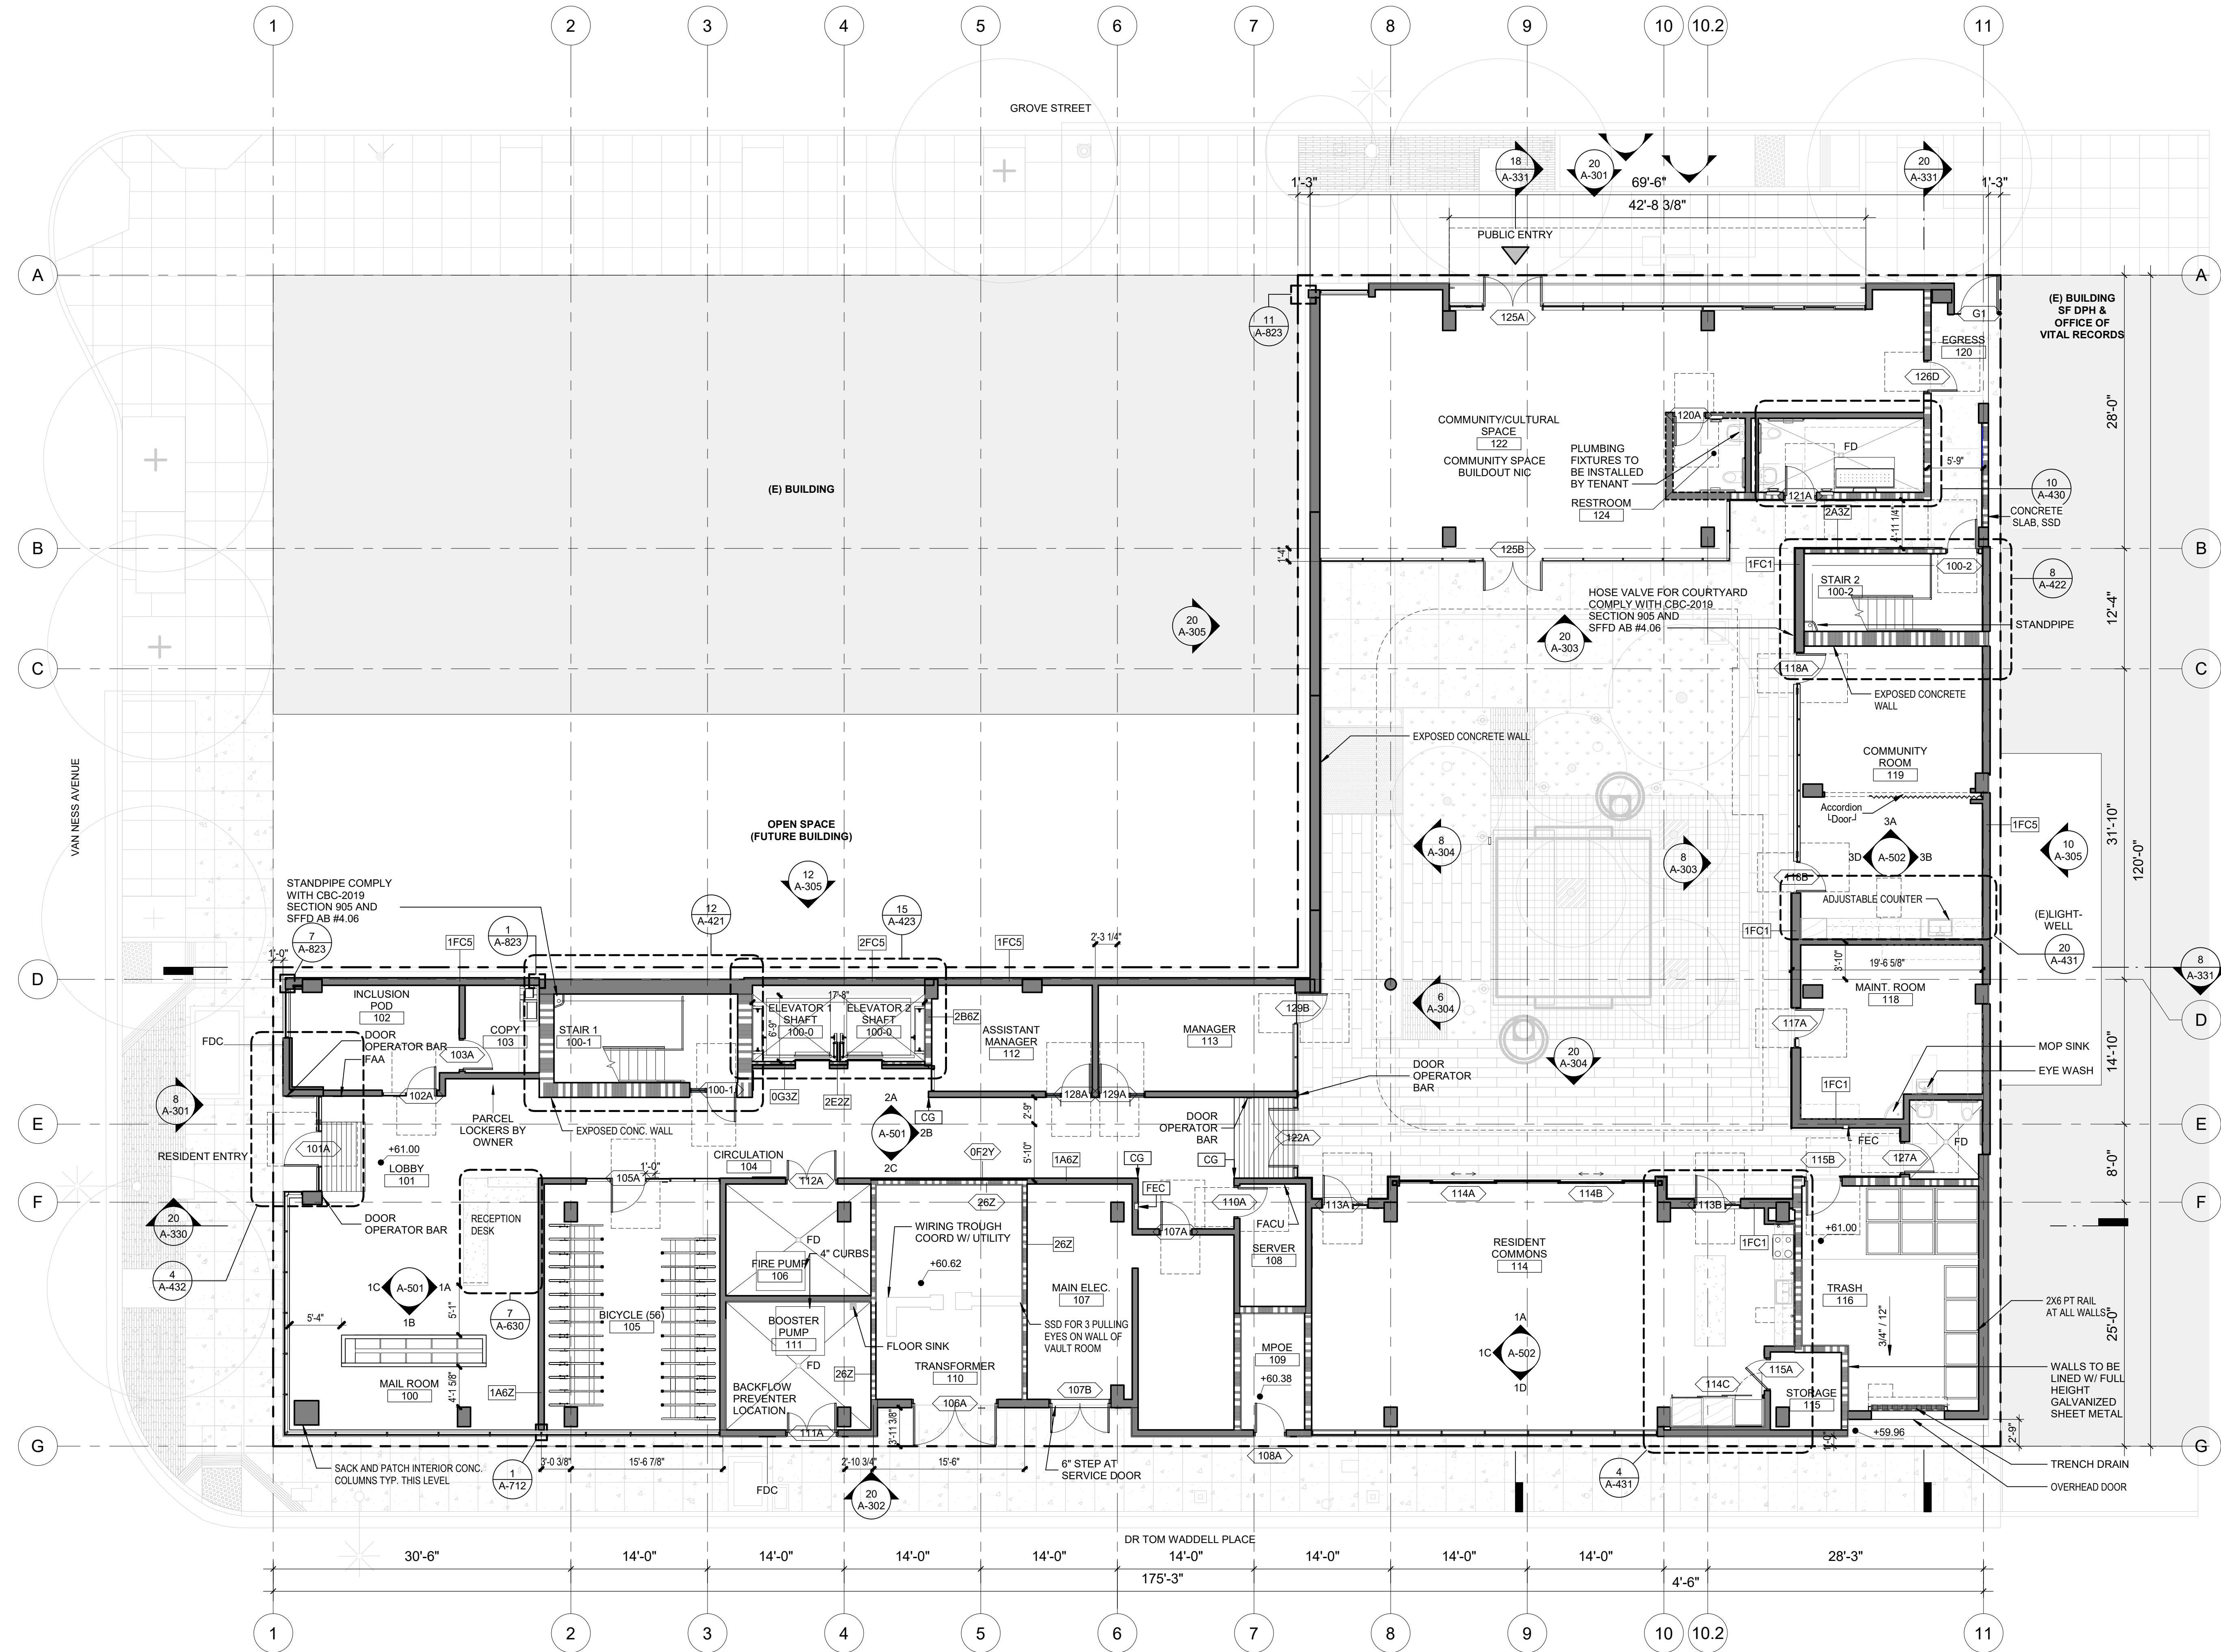 1
2
3
4
5
6
7
8
9
10
10.2
11
GROVE STREET
18
A-331
20
A-301
20
A-331
1'-3"
69'-6"
1'-3"
42'-8 3/8"
PUBLIC ENTRY
A
A
11
A-823
125A
G1
(E) BUILDING
SF DPH &
OFFICE OF
VITAL RECORDS
EGRESS
120
126D
28'-0"
COMMUNITY/CULTURAL
SPACE
122
COMMUNITY SPACE
BUILDOUT NIC
120A
PLUMBING
FIXTURES TO
BE INSTALLED
BY TENANT
FD
5'-9"
RESTROOM
124
121A
2A3Z
4'-11 1/4"
10
A-430
CONCRETE
SLAB, SSD
(E) BUILDING
B
B
1'-4"
125B
1FC1
100-2
STAIR 2
100-2
8
A-422
HOSE VALVE FOR COURTYARD
COMPLY WITH CBC-2019
SECTION 905 AND
SFFD AB #4.06
12'-4"
STANDPIPE
20
A-305
20
A-303
C
C
118A
EXPOSED CONCRETE
WALL
EXPOSED CONCRETE WALL
COMMUNITY
ROOM
119
VAN NESS AVENUE
Accordion
Door
3A
3D
A-502
3B
1FC5
10
A-305
31'-10"
120'-0"
OPEN SPACE
(FUTURE BUILDING)
12
A-305
8
A-304
8
A-303
118B
ADJUSTABLE COUNTER
STANDPIPE COMPLY
WITH CBC-2019
SECTION 905 AND
SFFD AB #4.06
12
A-421
15
A-423
(E)LIGHT-
WELL
20
A-431
7
A-823
1FC5
1
A-823
2FC5
1FC5
2'-3 1/4"
1FC1
1'-0"
3'-10"
19'-6 5/8"
8
A-331
D
D
INCLUSION
POD
102
COPY
103
STAIR 1
100-1
17'-8"
6'-9"
ELEVATOR 1
SHAFT
100-0
ELEVATOR 2
SHAFT
100-0
2B6Z
ASSISTANT
MANAGER
112
MANAGER
113
129B
6
A-304
20
A-304
MAINT. ROOM
118
117A
14'-10"
MOP SINK
EYE WASH
FDC
DOOR
OPERATOR BAR
FAA
103A
102A
100-1
0G3Z
2E2Z
CG
128A
129A
DOOR
OPERATOR
BAR
1FC1
8
A-301
PARCEL
LOCKERS BY
OWNER
EXPOSED CONC. WALL
2A
A-501
2B
2C
2'-9"
DOOR
OPERATOR
BAR
E
E
FEC
FD
RESIDENT ENTRY
101A
+61.00
LOBBY
101
CIRCULATION
104
0F2Y
5'-10"
1A6Z
CG
CG
122A
115B
127A
8'-0"
1'-0"
105A
112A
26Z
FEC
110A
114A
114B
F
F
20
A-330
DOOR
OPERATOR BAR
RECEPTION
DESK
107A
FACU
113A
113B
4
A-432
FD
4" CURBS
FIRE PUMP
106
WIRING TROUGH
COORD W/ UTILITY
+60.62
26Z
SERVER
108
RESIDENT
COMMONS
114
1FC1
+61.00
1C
A-501
1A
1B
5'-1"
5'-4"
7
A-630
BICYCLE (56)
105
BOOSTER
PUMP
111
FD
FLOOR SINK
MAIN ELEC.
107
SSD FOR 3 PULLING
EYES ON WALL OF
VAULT ROOM
TRASH
116
3/4" / 12"
2X6 PT RAIL
AT ALL WALLS
25'-0"
MAIL ROOM
100
4'-1 5/8"
1A6Z
26Z
BACKFLOW
PREVENTER
LOCATION
TRANSFORMER
110
106A
107B
MPOE
109
+60.38
1A
1C
A-502
1D
115A
114C
STORAGE
115
WALLS TO BE
LINED W/ FULL
HEIGHT
GALVANIZED
SHEET METAL
G
G
111A
3'-11 3/8"
108A
1'-0"
+59.96
2'-9"
SACK AND PATCH INTERIOR CONC.
COLUMNS TYP. THIS LEVEL
1
A-712
3'-0 3/8"
15'-6 7/8"
FDC
2'-10 3/4"
15'-6"
20
A-302
6" STEP AT
SERVICE DOOR
4
A-431
TRENCH DRAIN
OVERHEAD DOOR
DR TOM WADDELL PLACE
30'-6"
14'-0"
14'-0"
14'-0"
14'-0"
14'-0"
14'-0"
14'-0"
14'-0"
28'-3"
175'-3"
4'-6"
1
2
3
4
5
6
7
8
9
10
10.2
11